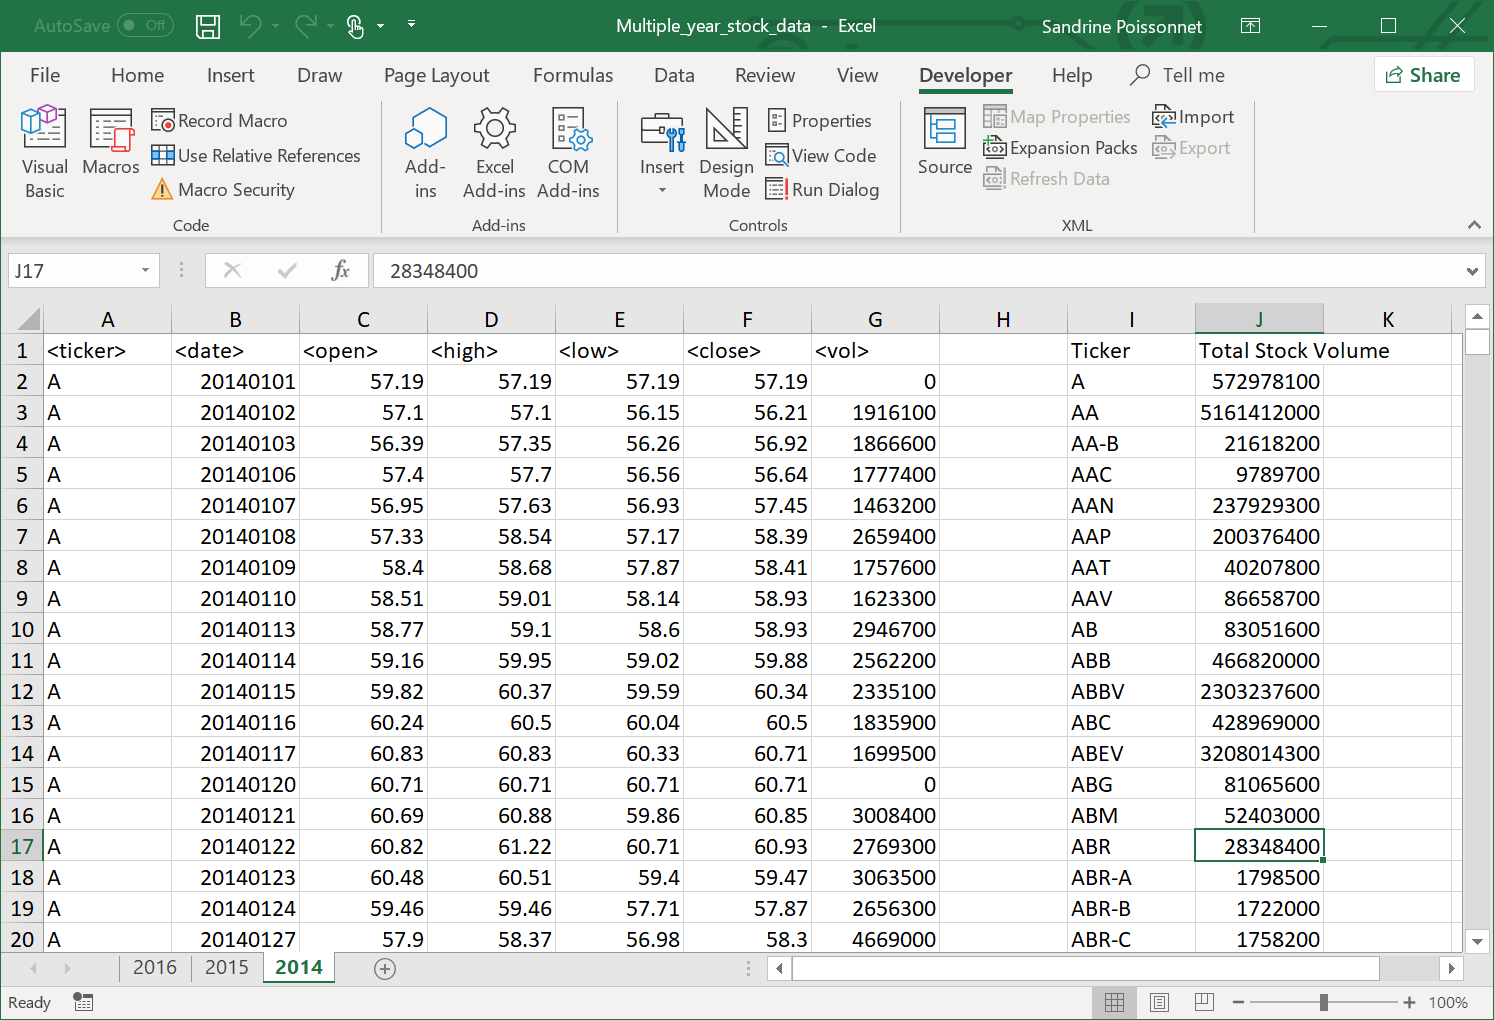 AutoSave Off Multiple_year_stock_data - Excel Sandrine Poissonnet
File Home Insert Draw Page Layout Formulas Data Review View Developer Help Tell me Share
Visual Basic
Macros
Record Macro
Use Relative References
Macro Security
Code
Add-ins
Excel Add-ins
COM Add-ins
Add-ins
Insert
Design Mode
Properties
View Code
Run Dialog
Controls
Source
Map Properties
Expansion Packs
Refresh Data
Import
Export
XML
J17 fx 28348400
A B C D E F G H I J K
1 <ticker> <date> <open> <high> <low> <close> <vol> Ticker Total Stock Volume
2 A 20140101 57.19 57.19 57.19 57.19 0 A 572978100
3 A 20140102 57.1 57.1 56.15 56.21 1916100 AA 5161412000
4 A 20140103 56.39 57.35 56.26 56.92 1866600 AA-B 21618200
5 A 20140106 57.4 57.7 56.56 56.64 1777400 AAC 9789700
6 A 20140107 56.95 57.63 56.93 57.45 1463200 AAN 237929300
7 A 20140108 57.33 58.54 57.17 58.39 2659400 AAP 200376400
8 A 20140109 58.4 58.68 57.87 58.41 1757600 AAT 40207800
9 A 20140110 58.51 59.01 58.14 58.93 1623300 AAV 86658700
10 A 20140113 58.77 59.1 58.6 58.93 2946700 AB 83051600
11 A 20140114 59.16 59.95 59.02 59.88 2562200 ABB 466820000
12 A 20140115 59.82 60.37 59.59 60.34 2335100 ABBV 2303237600
13 A 20140116 60.24 60.5 60.04 60.5 1835900 ABC 428969000
14 A 20140117 60.83 60.83 60.33 60.71 1699500 ABEV 3208014300
15 A 20140120 60.71 60.71 60.71 60.71 0 ABG 81065600
16 A 20140121 60.69 60.88 59.86 60.85 3008400 ABM 52403000
17 A 20140122 60.82 61.22 60.71 60.93 2769300 ABR 28348400
18 A 20140123 60.48 60.51 59.4 59.47 3063500 ABR-A 1798500
19 A 20140124 59.46 59.46 57.71 57.87 2656300 ABR-B 1722000
20 A 20140127 57.9 58.37 56.98 58.3 4669000 ABR-C 1758200
2016 2015 2014
Ready 100%